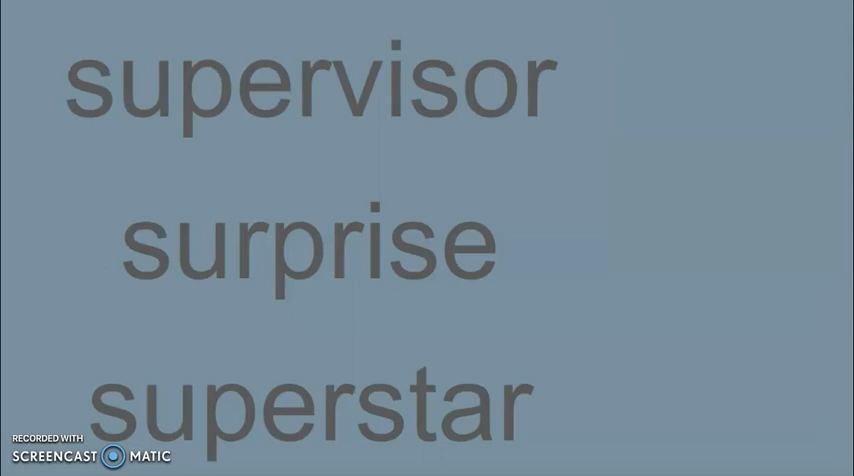 supervisor
surprise
superstar
RECORDED WITH
SCREENCAST MATIC